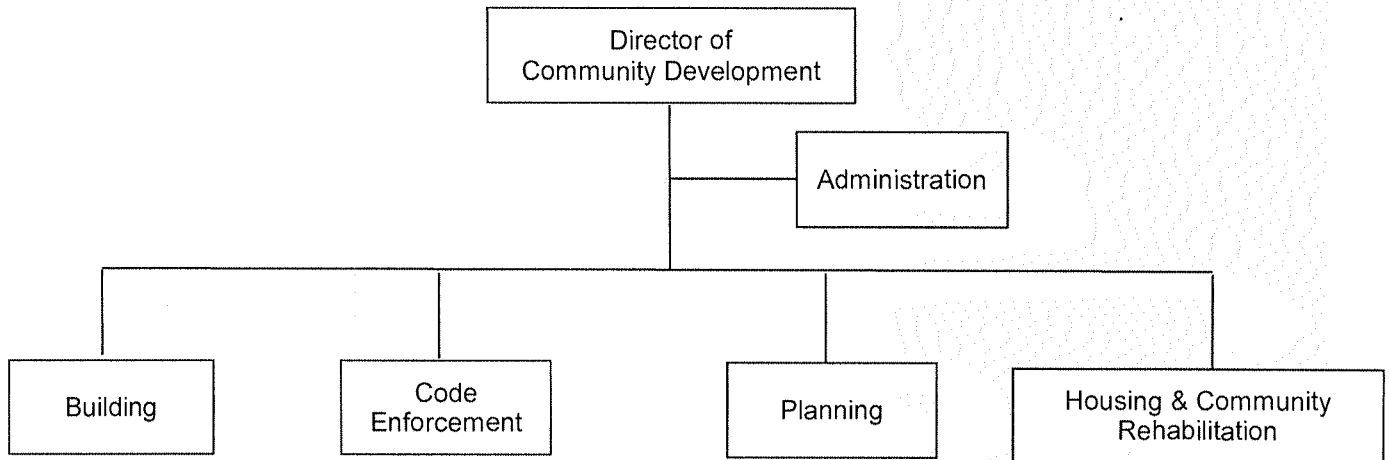 Director of
Community Development
Administration
Building
Code
Enforcement
Planning
Housing & Community
Rehabilitation